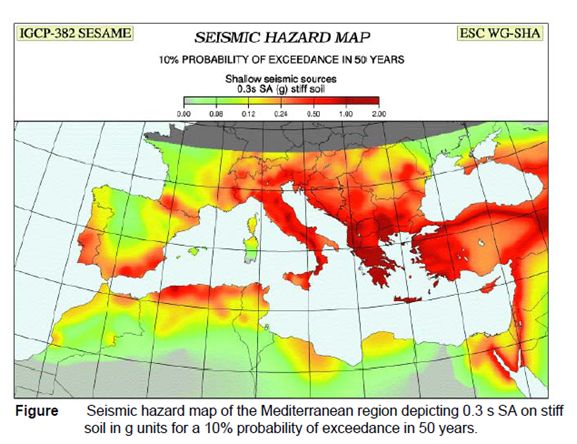 IGCP-382 SESAME
SEISMIC HAZARD MAP
ESC WG-SHA
10% PROBABILITY OF EXCEEDANCE IN 50 YEARS
Shallow seismic sources
0.3s SA (g) stiff soil
0.00 0.08 0.12 0.24 0.50 1.00 2.00
Figure Seismic hazard map of the Mediterranean region depicting 0.3 s SA on stiff
soil in g units for a 10% probability of exceedance in 50 years.